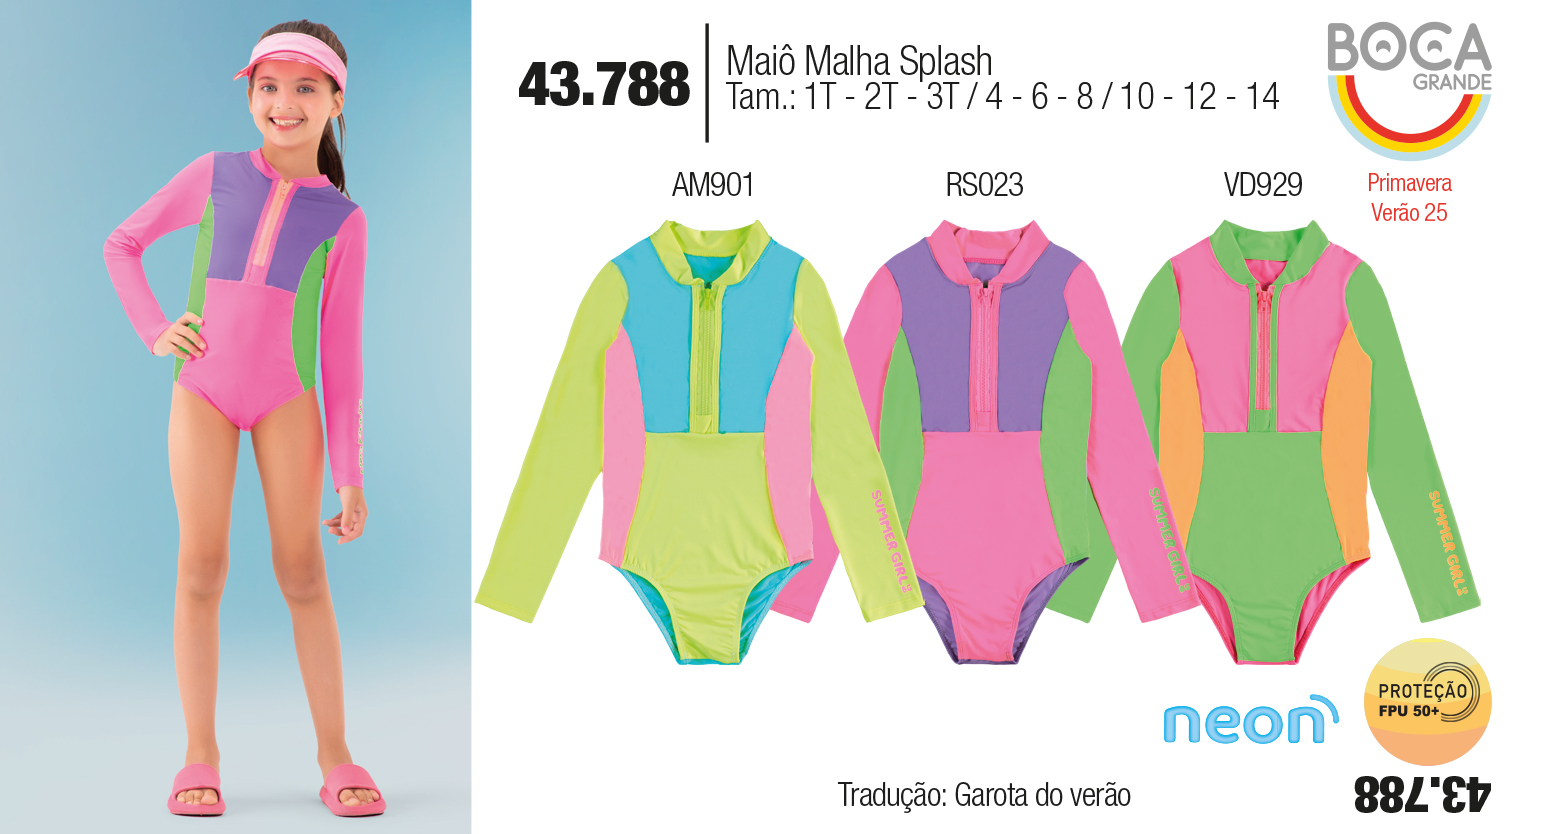 43.788
Maiô Malha Splash
Tam.: 1T - 2T - 3T / 4 - 6 - 8 / 10 - 12 - 14
BOCA
GRANDE
Primavera
Verão 25
AM901
RS023
VD929
SUMMER GIRLS
SUMMER GIRLS
SUMMER GIRLS
neon
PROTEÇÃO
FPU 50+
Tradução: Garota do verão
43.788